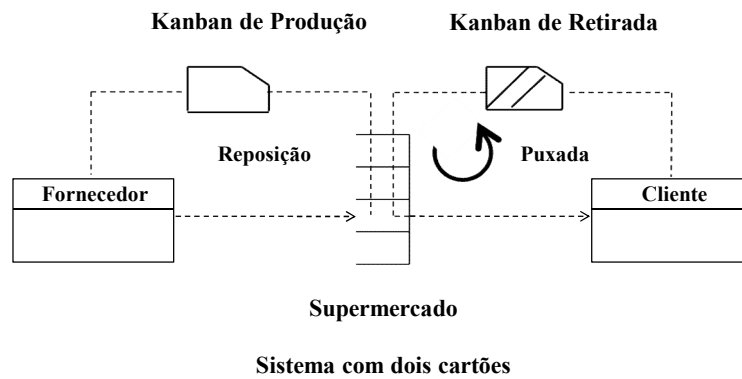 Kanban de Produção
Kanban de Retirada
Reposição
Puxada
Fornecedor
Cliente
Supermercado
Sistema com dois cartões